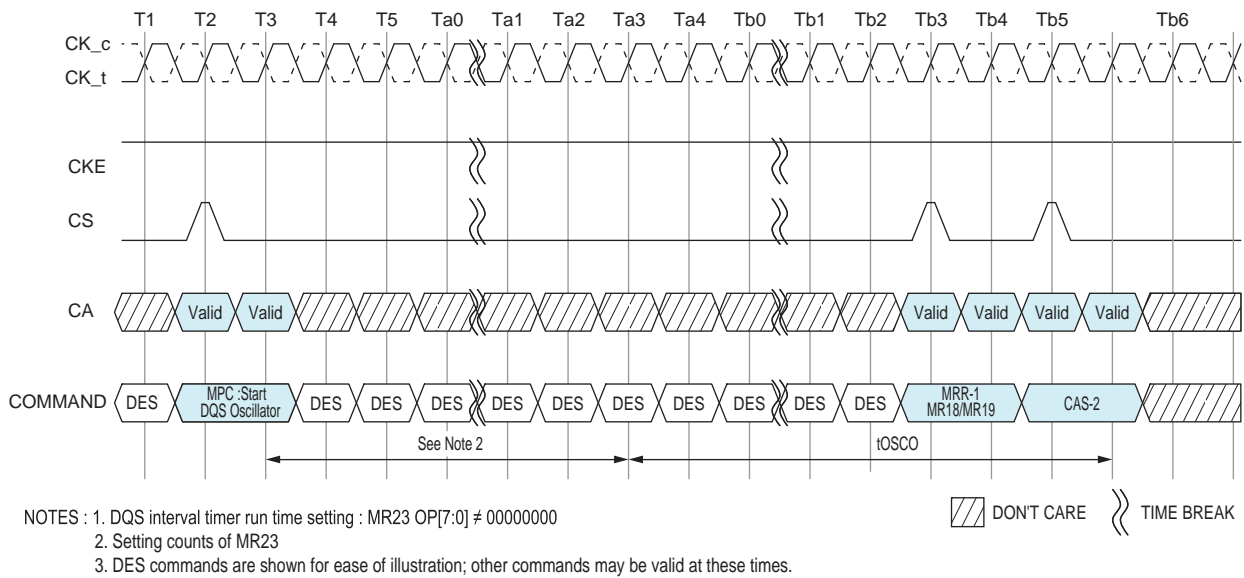 T1 T2 T3 T4 T5 Ta0 Ta1 Ta2 Ta3 Ta4 Tb0 Tb1 Tb2 Tb3 Tb4 Tb5 Tb6
CK_c
CK_t
CKE
CS
CA Valid Valid Valid Valid Valid Valid
COMMAND DES MPC :Start DES DES DES DES DES DES DES DES DES DES MRR-1 CAS-2
DQS Oscillator MR18/MR19
See Note 2 tOSCO
NOTES : 1. DQS interval timer run time setting : MR23 OP[7:0] ≠ 00000000
2. Setting counts of MR23
3. DES commands are shown for ease of illustration; other commands may be valid at these times.
DON'T CARE TIME BREAK